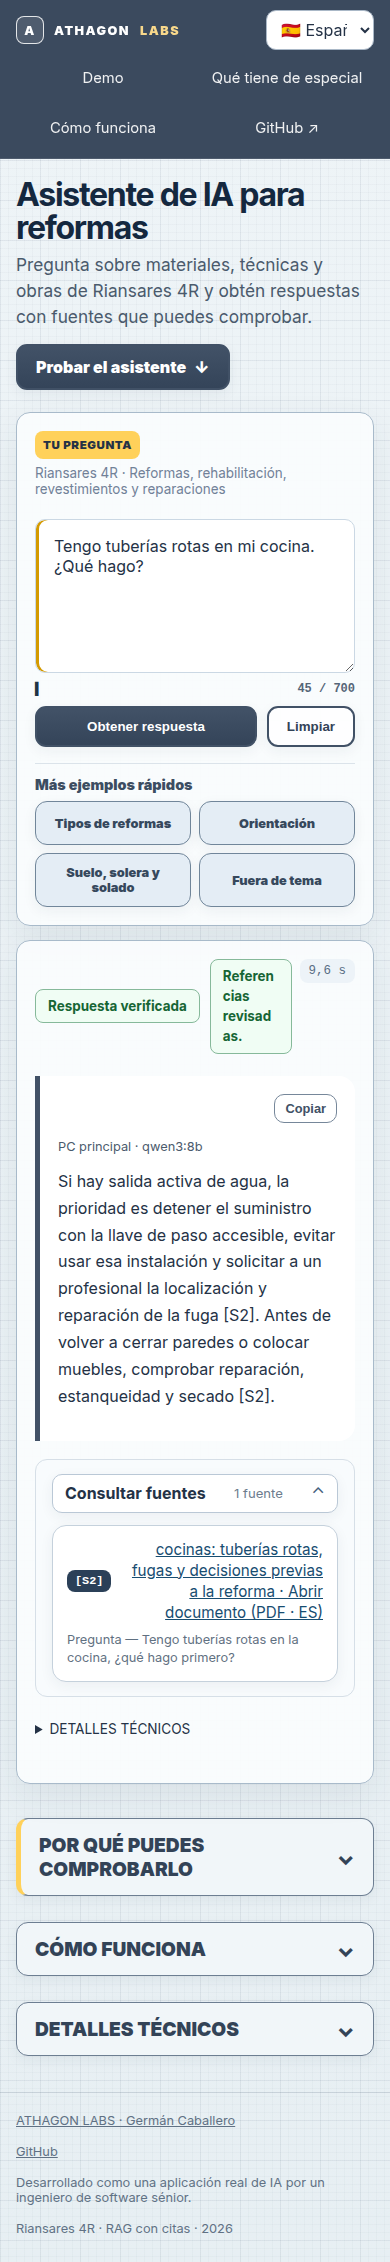 A ATHAGON LABS
🇪🇸 Españ
Demo
Qué tiene de especial
Cómo funciona
GitHub ↗
Asistente de IA para
reformas
Pregunta sobre materiales, técnicas y
obras de Riansares 4R y obtén respuestas
con fuentes que puedes comprobar.
Probar el asistente ↓
TU PREGUNTA
Riansares 4R · Reformas, rehabilitación,
revestimientos y reparaciones
Tengo tuberías rotas en mi cocina.
¿Qué hago?
45 / 700
Obtener respuesta
Limpiar
Más ejemplos rápidos
Tipos de reformas
Orientación
Suelo, solera y
solado
Fuera de tema
Respuesta verificada
Referen
cias
revisad
as.
9,6 s
Copiar
PC principal · qwen3:8b
Si hay salida activa de agua, la
prioridad es detener el suministro
con la llave de paso accesible, evitar
usar esa instalación y solicitar a un
profesional la localización y
reparación de la fuga [S2]. Antes de
volver a cerrar paredes o colocar
muebles, comprobar reparación,
estanqueidad y secado [S2].
Consultar fuentes
1 fuente
[S2]
cocinas: tuberías rotas,
fugas y decisiones previas
a la reforma · Abrir
documento (PDF · ES)
Pregunta — Tengo tuberías rotas en la
cocina, ¿qué hago primero?
▶ DETALLES TÉCNICOS
POR QUÉ PUEDES
COMPROBARLO
CÓMO FUNCIONA
DETALLES TÉCNICOS
ATHAGON LABS · Germán Caballero
GitHub
Desarrollado como una aplicación real de IA por un
ingeniero de software sénior.
Riansares 4R · RAG con citas · 2026